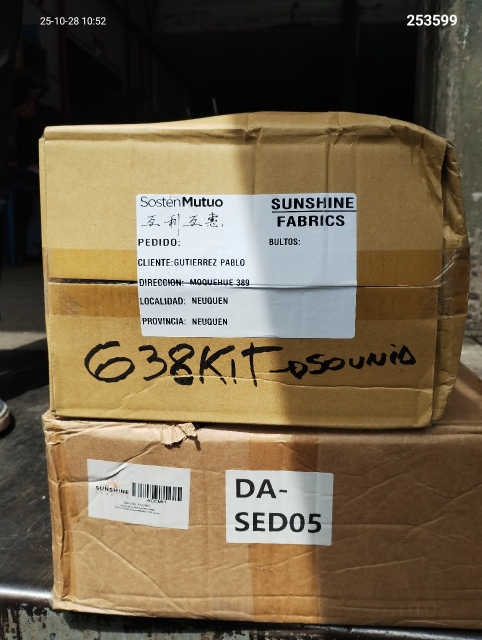 25-10-28 10:52
253599
SosténMutuo
互利互惠
SUNSHINE
FABRICS
PEDIDO:
BULTOS:
CLIENTE:GUTIERREZ PABLO
DIRECCION: MOQUEHUE 389
LOCALIDAD: NEUQUEN
PROVINCIA: NEUQUEN
638KIT
SUNSHINE
DA-
SED05